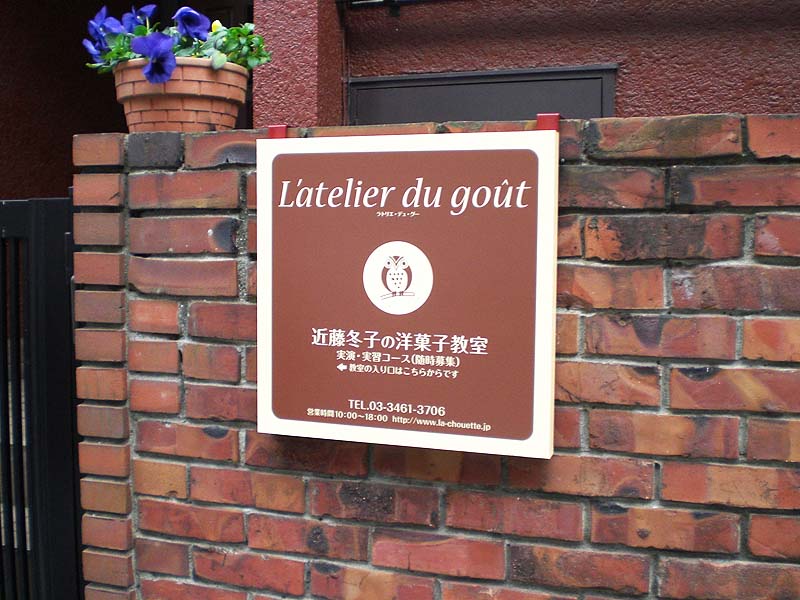 L'atelier du goût
ラトリエ・デュ・グー
近藤冬子の洋菓子教室
実演・実習コース(随時募集)
← 教室の入り口はこちらからです
TEL.03-3461-3706
営業時間10:00~18:00 http://www.la-chouette.jp